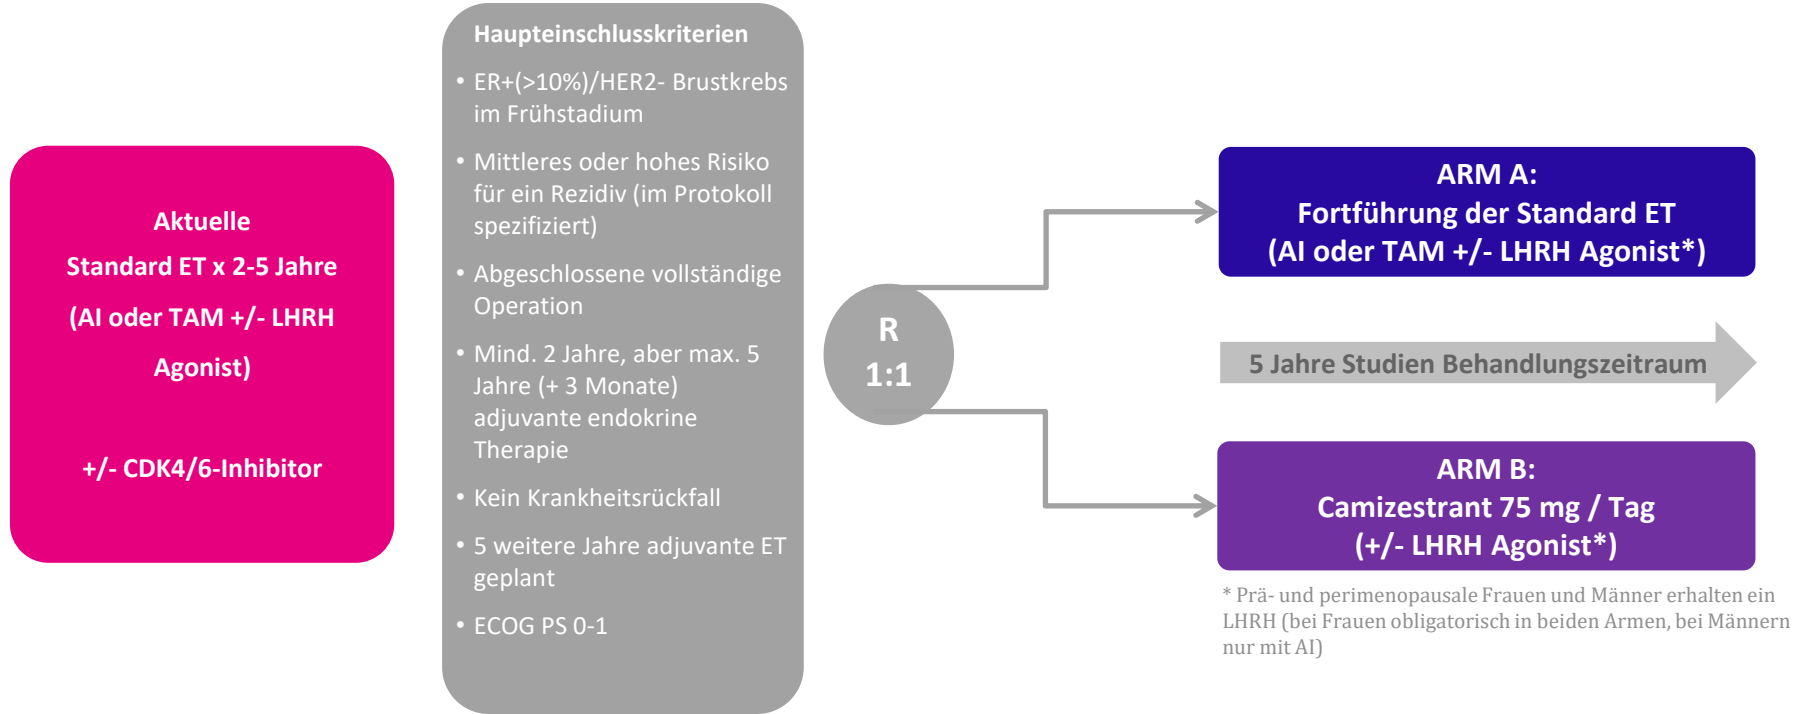 Aktuelle
Standard ET x 2-5 Jahre
(AI oder TAM +/- LHRH
Agonist)
+/- CDK4/6-Inhibitor
Haupteinschlusskriterien
• ER+(>10%)/HER2- Brustkrebs
im Frühstadium
• Mittleres oder hohes Risiko
für ein Rezidiv (im Protokoll
spezifiziert)
• Abgeschlossene vollständige
Operation
• Mind. 2 Jahre, aber max. 5
Jahre (+ 3 Monate)
adjuvante endokrine
Therapie
• Kein Krankheitsrückfall
• 5 weitere Jahre adjuvante ET
geplant
• ECOG PS 0-1
R
1:1
ARM A:
Fortführung der Standard ET
(AI oder TAM +/- LHRH Agonist*)
5 Jahre Studien Behandlungszeitraum
ARM B:
Camizestrant 75 mg / Tag
(+/- LHRH Agonist*)
* Prä- und perimenopausale Frauen und Männer erhalten ein
LHRH (bei Frauen obligatorisch in beiden Armen, bei Männern
nur mit AI)